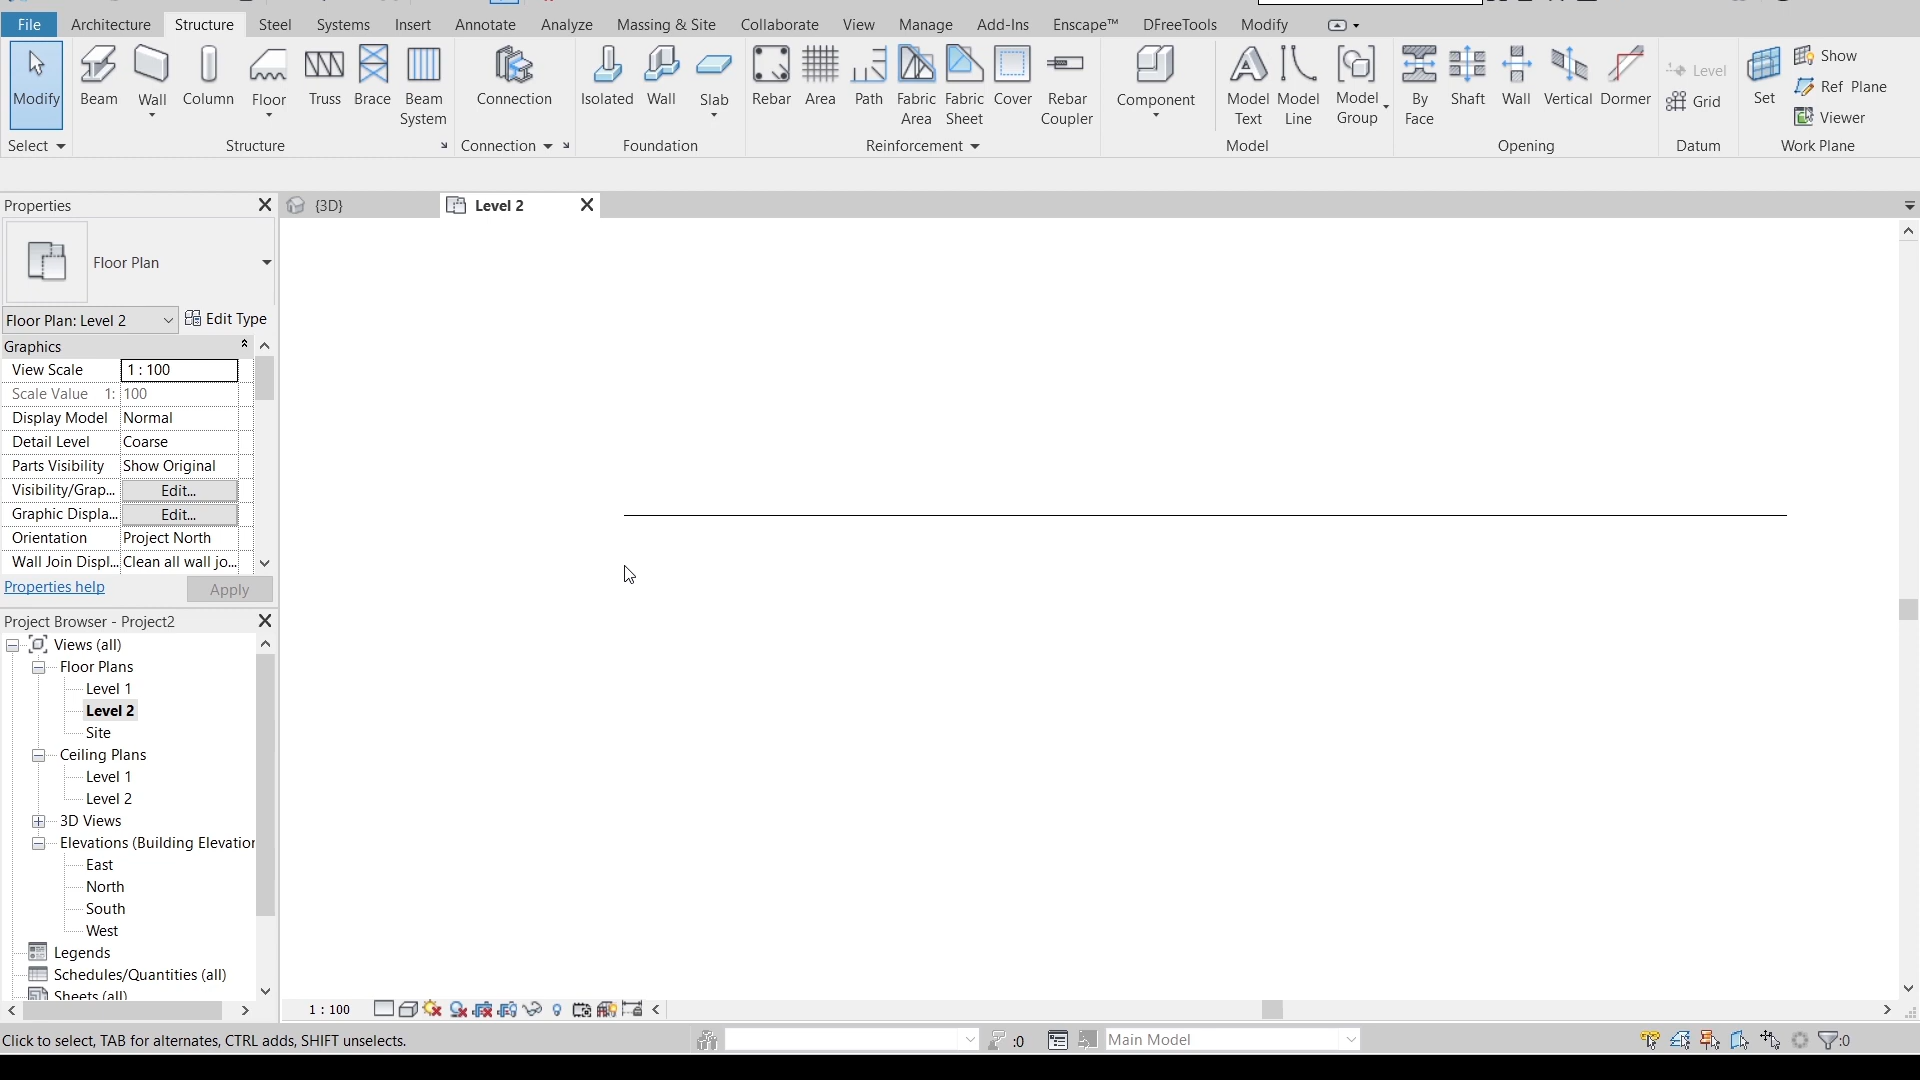 File Architecture Structure Steel Systems Insert Annotate Analyze Massing & Site Collaborate View Manage Add-Ins Enscape™ DFreeTools Modify
Modify Beam Wall Column Floor Truss Brace Beam System Connection Isolated Wall Slab Rebar Area Path Fabric Area Fabric Sheet Cover Rebar Coupler Component Model Text Model Line Model Group By Face Shaft Wall Vertical Dormer Level Grid Set Show Ref Plane Viewer
Select Structure Connection Foundation Reinforcement Model Opening Datum Work Plane
Properties
{3D} Level 2
Floor Plan
Floor Plan: Level 2 Edit Type
Graphics
View Scale 1 : 100
Scale Value 1: 100
Display Model Normal
Detail Level Coarse
Parts Visibility Show Original
Visibility/Grap... Edit...
Graphic Displa... Edit...
Orientation Project North
Wall Join Displ... Clean all wall jo...
Properties help Apply
Project Browser - Project2
Views (all)
Floor Plans
Level 1
Level 2
Site
Ceiling Plans
Level 1
Level 2
3D Views
Elevations (Building Elevation
East
North
South
West
Legends
Schedules/Quantities (all)
Sheets (all)
1 : 100
Click to select, TAB for alternates, CTRL adds, SHIFT unselects. :0 Main Model :0